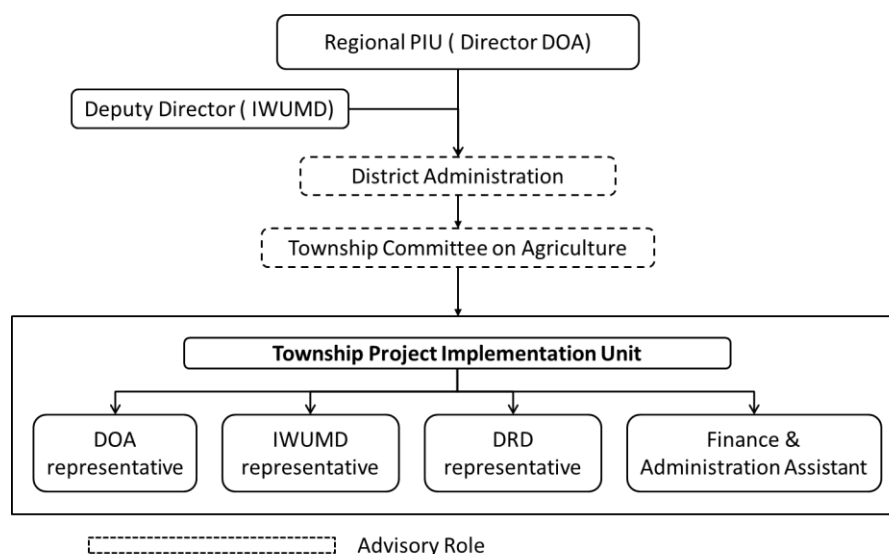 Regional PIU ( Director DOA)
Deputy Director ( IWUMD)
District Administration
Township Committee on Agriculture
Township Project Implementation Unit
DOA
representative
IWUMD
representative
DRD
representative
Finance &
Administration Assistant
Advisory Role